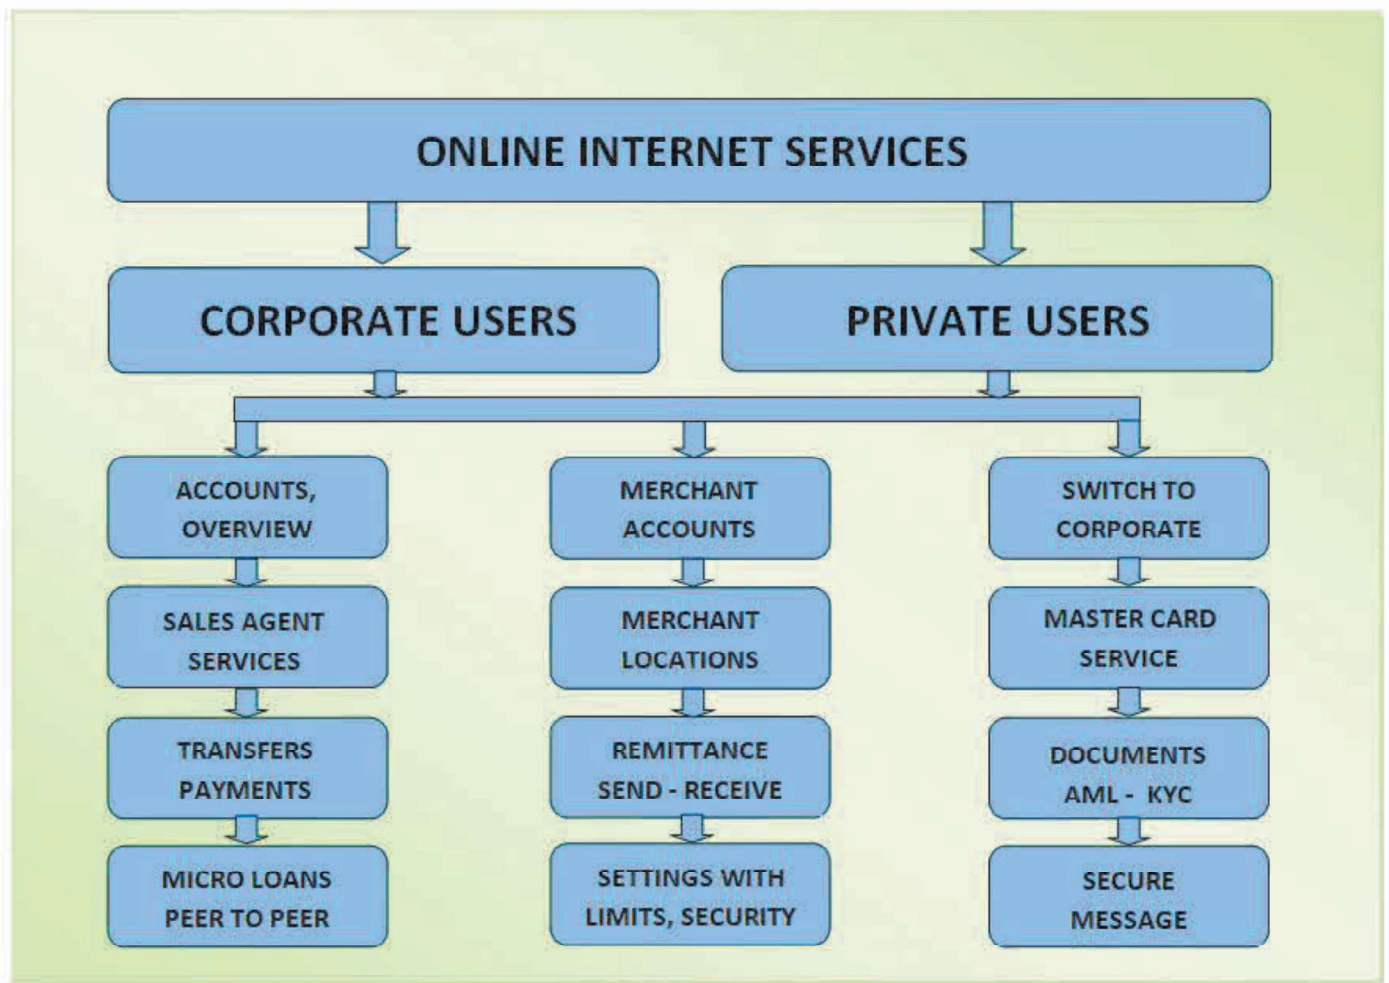 ONLINE INTERNET SERVICES
CORPORATE USERS
PRIVATE USERS
ACCOUNTS,
OVERVIEW
MERCHANT
ACCOUNTS
SWITCH TO
CORPORATE
SALES AGENT
SERVICES
MERCHANT
LOCATIONS
MASTER CARD
SERVICE
TRANSFERS
PAYMENTS
REMITTANCE
SEND - RECEIVE
DOCUMENTS
AML - KYC
MICRO LOANS
PEER TO PEER
SETTINGS WITH
LIMITS, SECURITY
SECURE
MESSAGE